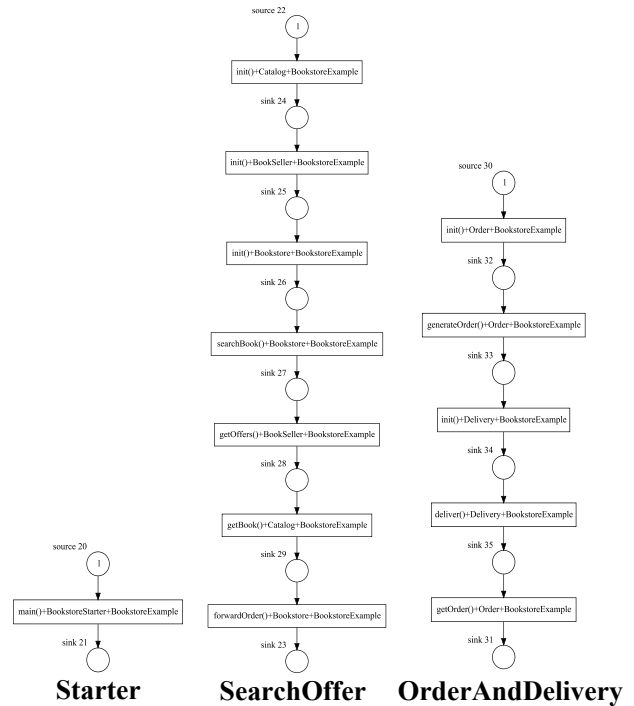 source 20
1
main()+BookstoreStarter+BookstoreExample
sink 21
Starter
source 22
1
init()+Catalog+BookstoreExample
sink 24
init()+BookSeller+BookstoreExample
sink 25
init()+Bookstore+BookstoreExample
sink 26
searchBook()+Bookstore+BookstoreExample
sink 27
getOffers()+BookSeller+BookstoreExample
sink 28
getBook()+Catalog+BookstoreExample
sink 29
forwardOrder()+Bookstore+BookstoreExample
sink 23
SearchOffer
source 30
1
init()+Order+BookstoreExample
sink 32
generateOrder()+Order+BookstoreExample
sink 33
init()+Delivery+BookstoreExample
sink 34
deliver()+Delivery+BookstoreExample
sink 35
getOrder()+Order+BookstoreExample
sink 31
OrderAndDelivery